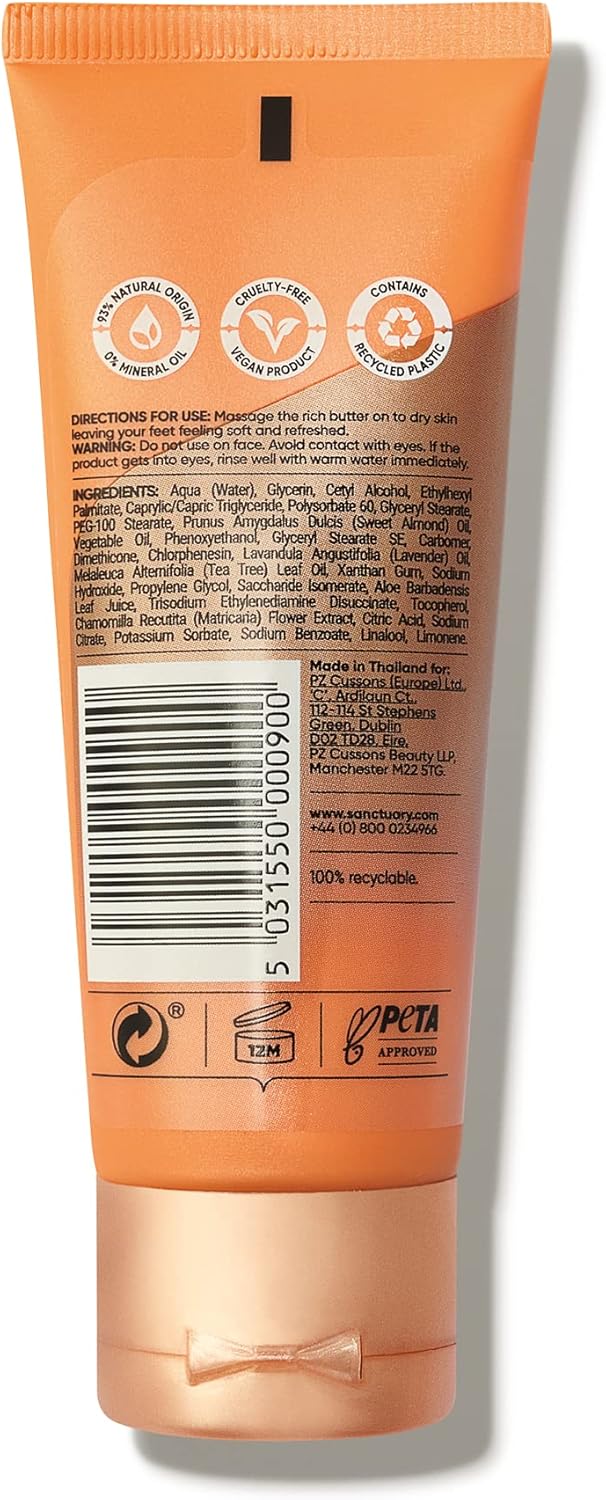 93% NATURAL ORIGIN
0% MINERAL OIL
CRUELTY-FREE
VEGAN PRODUCT
CONTAINS
RECYCLED PLASTIC
DIRECTIONS FOR USE: Massage the rich butter on to dry skin
leaving your feet feeling soft and refreshed.
WARNING: Do not use on face. Avoid contact with eyes. If the
product gets into eyes, rinse well with warm water immediately.
INGREDIENTS: Aqua (Water), Glycerin, Cetyl Alcohol, Ethylhexyl
Palmitate, Caprylic/Capric Triglyceride, Polysorbate 60, Glyceryl Stearate,
PEG-100 Stearate, Prunus Amygdalus Dulcis (Sweet Almond) Oil,
Vegetable Oil, Phenoxyethanol, Glyceryl Stearate SE, Carbomer,
Dimethicone, Chlorphenesin, Lavandula Angustifolia (Lavender) Oil,
Melaleuca Alternifolia (Tea Tree) Leaf Oil, Xanthan Gum, Sodium
Hydroxide, Propylene Glycol, Saccharide Isomerate, Aloe Barbadensis
Leaf Juice, Trisodium Ethylenediamine Disuccinate, Tocopherol,
Chamomilla Recutita (Matricaria) Flower Extract, Citric Acid, Sodium
Citrate, Potassium Sorbate, Sodium Benzoate, Linalool, Limonene.
5 031550 000900
Made in Thailand for:
PZ Cussons (Europe) Ltd.,
'C', Ardilaun Ct.,
112-114 St Stephens
Green, Dublin
D02 TD28, Eire.
PZ Cussons Beauty LLP,
Manchester M22 5TG.
www.sanctuary.com
+44 (0) 800 0234966
100% recyclable.
®
12M
PETA
APPROVED